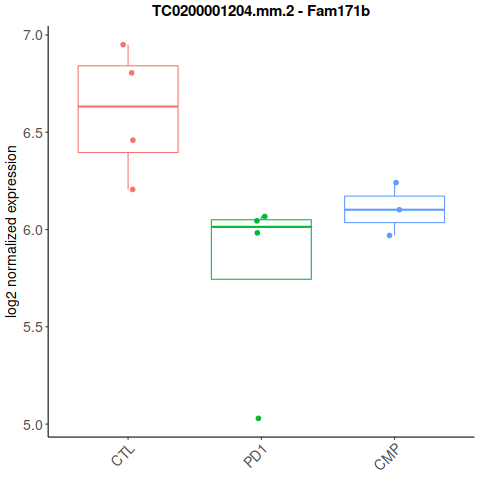 TC0200001204.mm.2 - Fam171b
log2 normalized expression
7.0
6.5
6.0
5.5
5.0
CTL
PD1
CMP